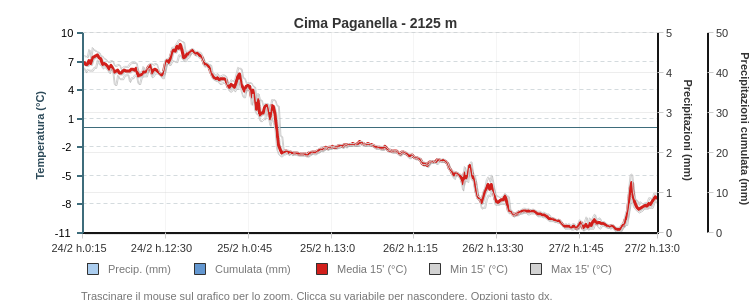 Cima Paganella - 2125 m
10
7
4
1
-2
-5
-8
-11
Temperatura (°C)
5
4
3
2
1
0
Precipitazioni (mm)
50
40
30
20
10
0
Precipitazioni cumulata (mm)
24/2 h.0:15
24/2 h.12:30
25/2 h.0:45
25/2 h.13:0
26/2 h.1:15
26/2 h.13:30
27/2 h.1:45
27/2 h.13:0
Precip. (mm)
Cumulata (mm)
Media 15' (°C)
Min 15' (°C)
Max 15' (°C)
Trascinare il mouse sul grafico per lo zoom. Clicca su variabile per nascondere. Opzioni tasto dx.